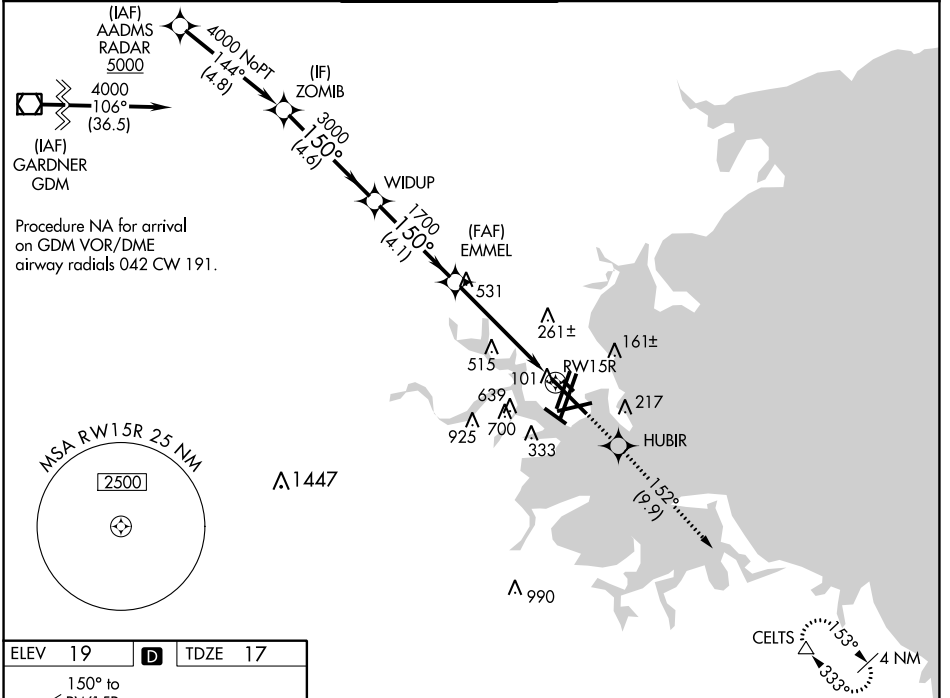 (IAF)
AADMS
RADAR
5000
4000 NoPT
144°
(4.8)
(IF)
ZOMIB
4000
106°
(36.5)
(IAF)
GARDNER
GDM
3000
150°
(4.6)
WIDUP
Procedure NA for arrival
on GDM VOR/DME
airway radials 042 CW 191.
1700
150°
(4.1)
(FAF)
EMMEL
531
261±
515
161±
101
RW15R
639
217
925
700
333
HUBIR
MSA RW15R 25 NM
2500
1447
152°
(9.9)
990
CELTS
153°
4 NM
333°
ELEV 19 D TDZE 17
150° to
RW15R